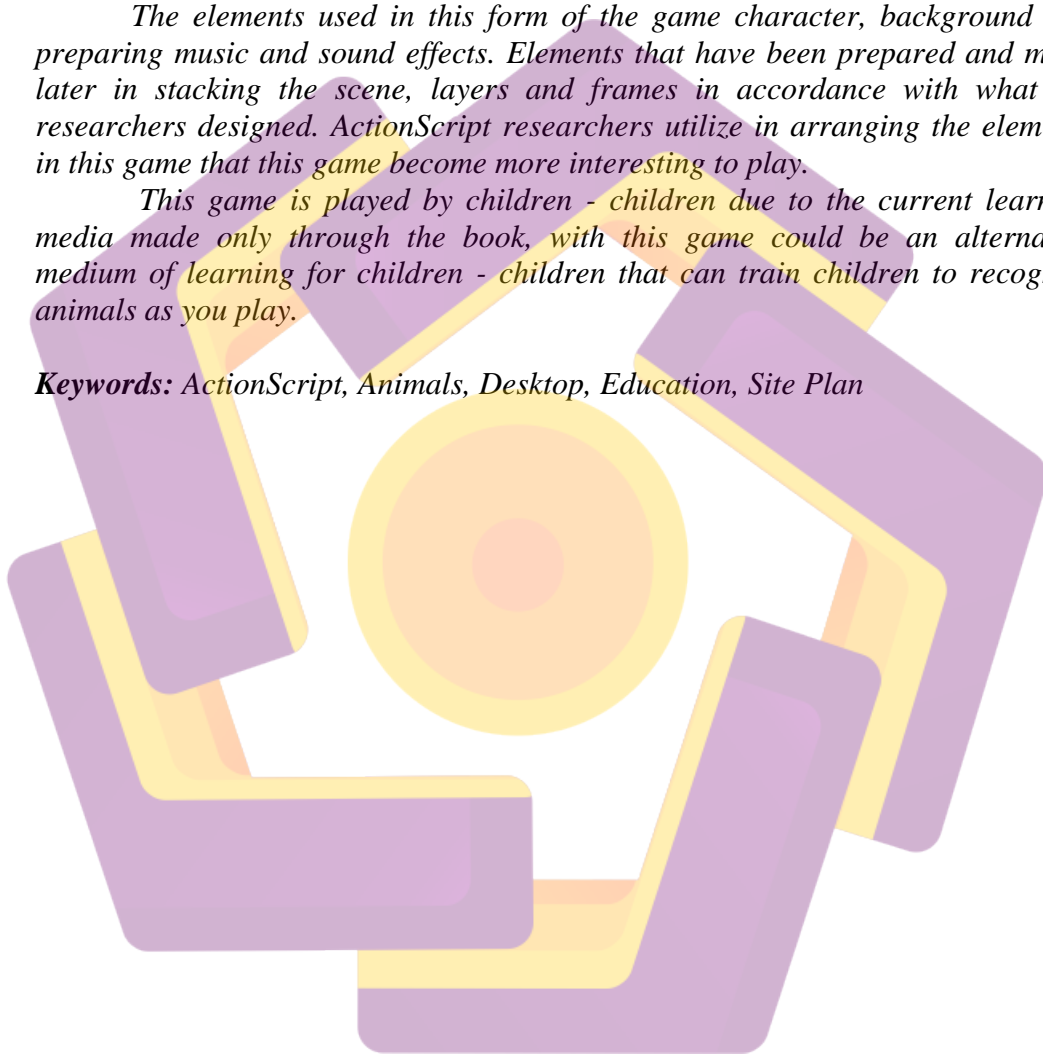 The elements used in this form of the game character, background
preparing music and sound effects. Elements that have been prepared and
later in stacking the scene, layers and frames in accordance with what
researchers designed. ActionScript researchers utilize in arranging the
in this game that this game become more interesting to play.
This game is played by children - children due to the current
media made only through the book, with this game could be an
medium of learning for children - children that can train children to
animals as you play.
Keywords: ActionScript, Animals, Desktop, Education, Site Plan